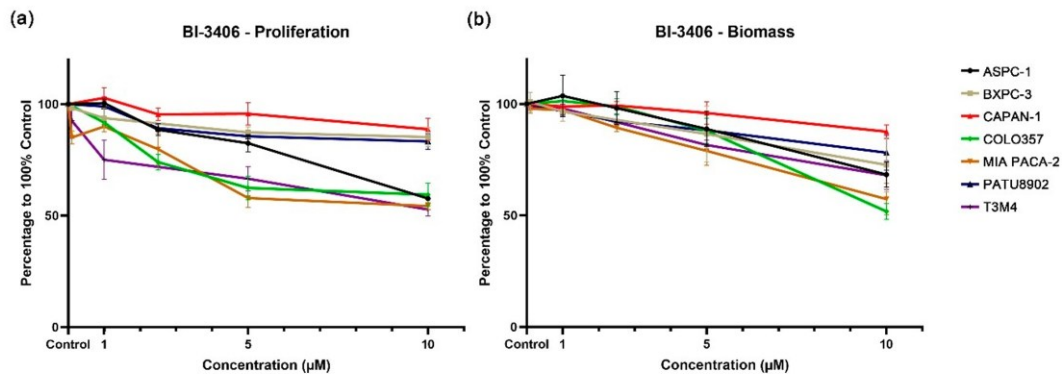 (a)
BI-3406 - Proliferation
Percentage to 100% Control
100
50
0
Control 1 5 10
Concentration (µM)
(b)
BI-3406 - Biomass
Percentage to 100% Control
100
50
0
Control 1 5 10
Concentration (µM)
ASPC-1
BXPC-3
CAPAN-1
COLO357
MIA PACA-2
PATU8902
T3M4